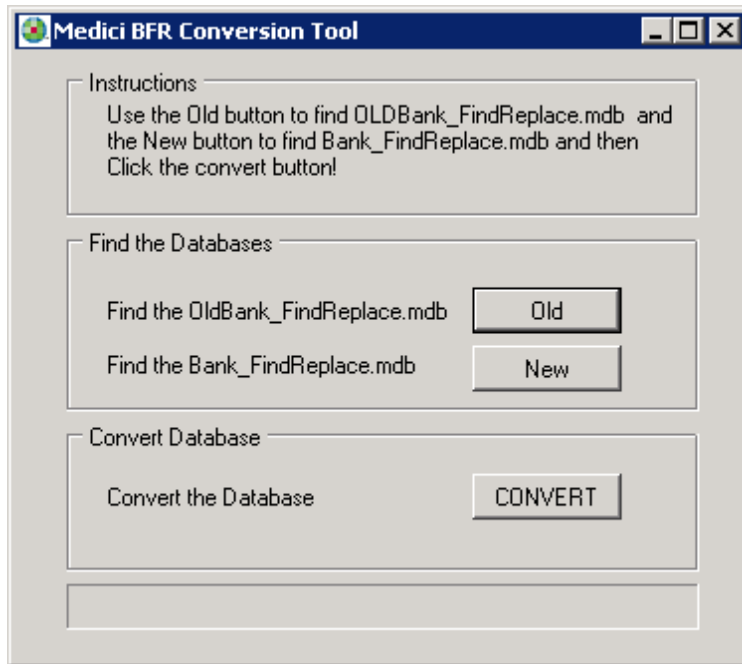 Medici BFR Conversion Tool
Instructions
Use the Old button to find OLDBank_FindReplace.mdb and
the New button to find Bank_FindReplace.mdb and then
Click the convert button!
Find the Databases
Find the OldBank_FindReplace.mdb Old
Find the Bank_FindReplace.mdb New
Convert Database
Convert the Database CONVERT